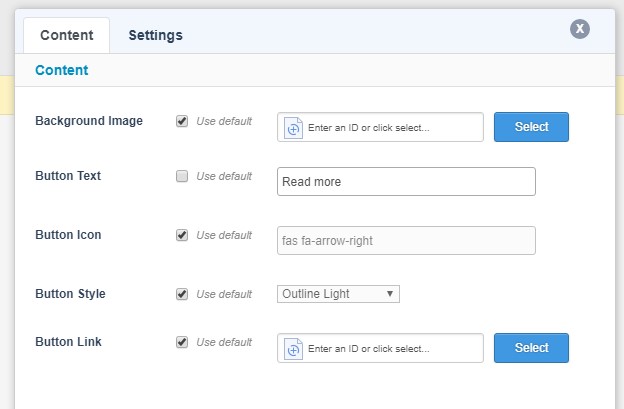 Content Settings X
Content
Background Image Use default Enter an ID or click select... Select
Button Text Use default Read more
Button Icon Use default fas fa-arrow-right
Button Style Use default Outline Light
Button Link Use default Enter an ID or click select... Select